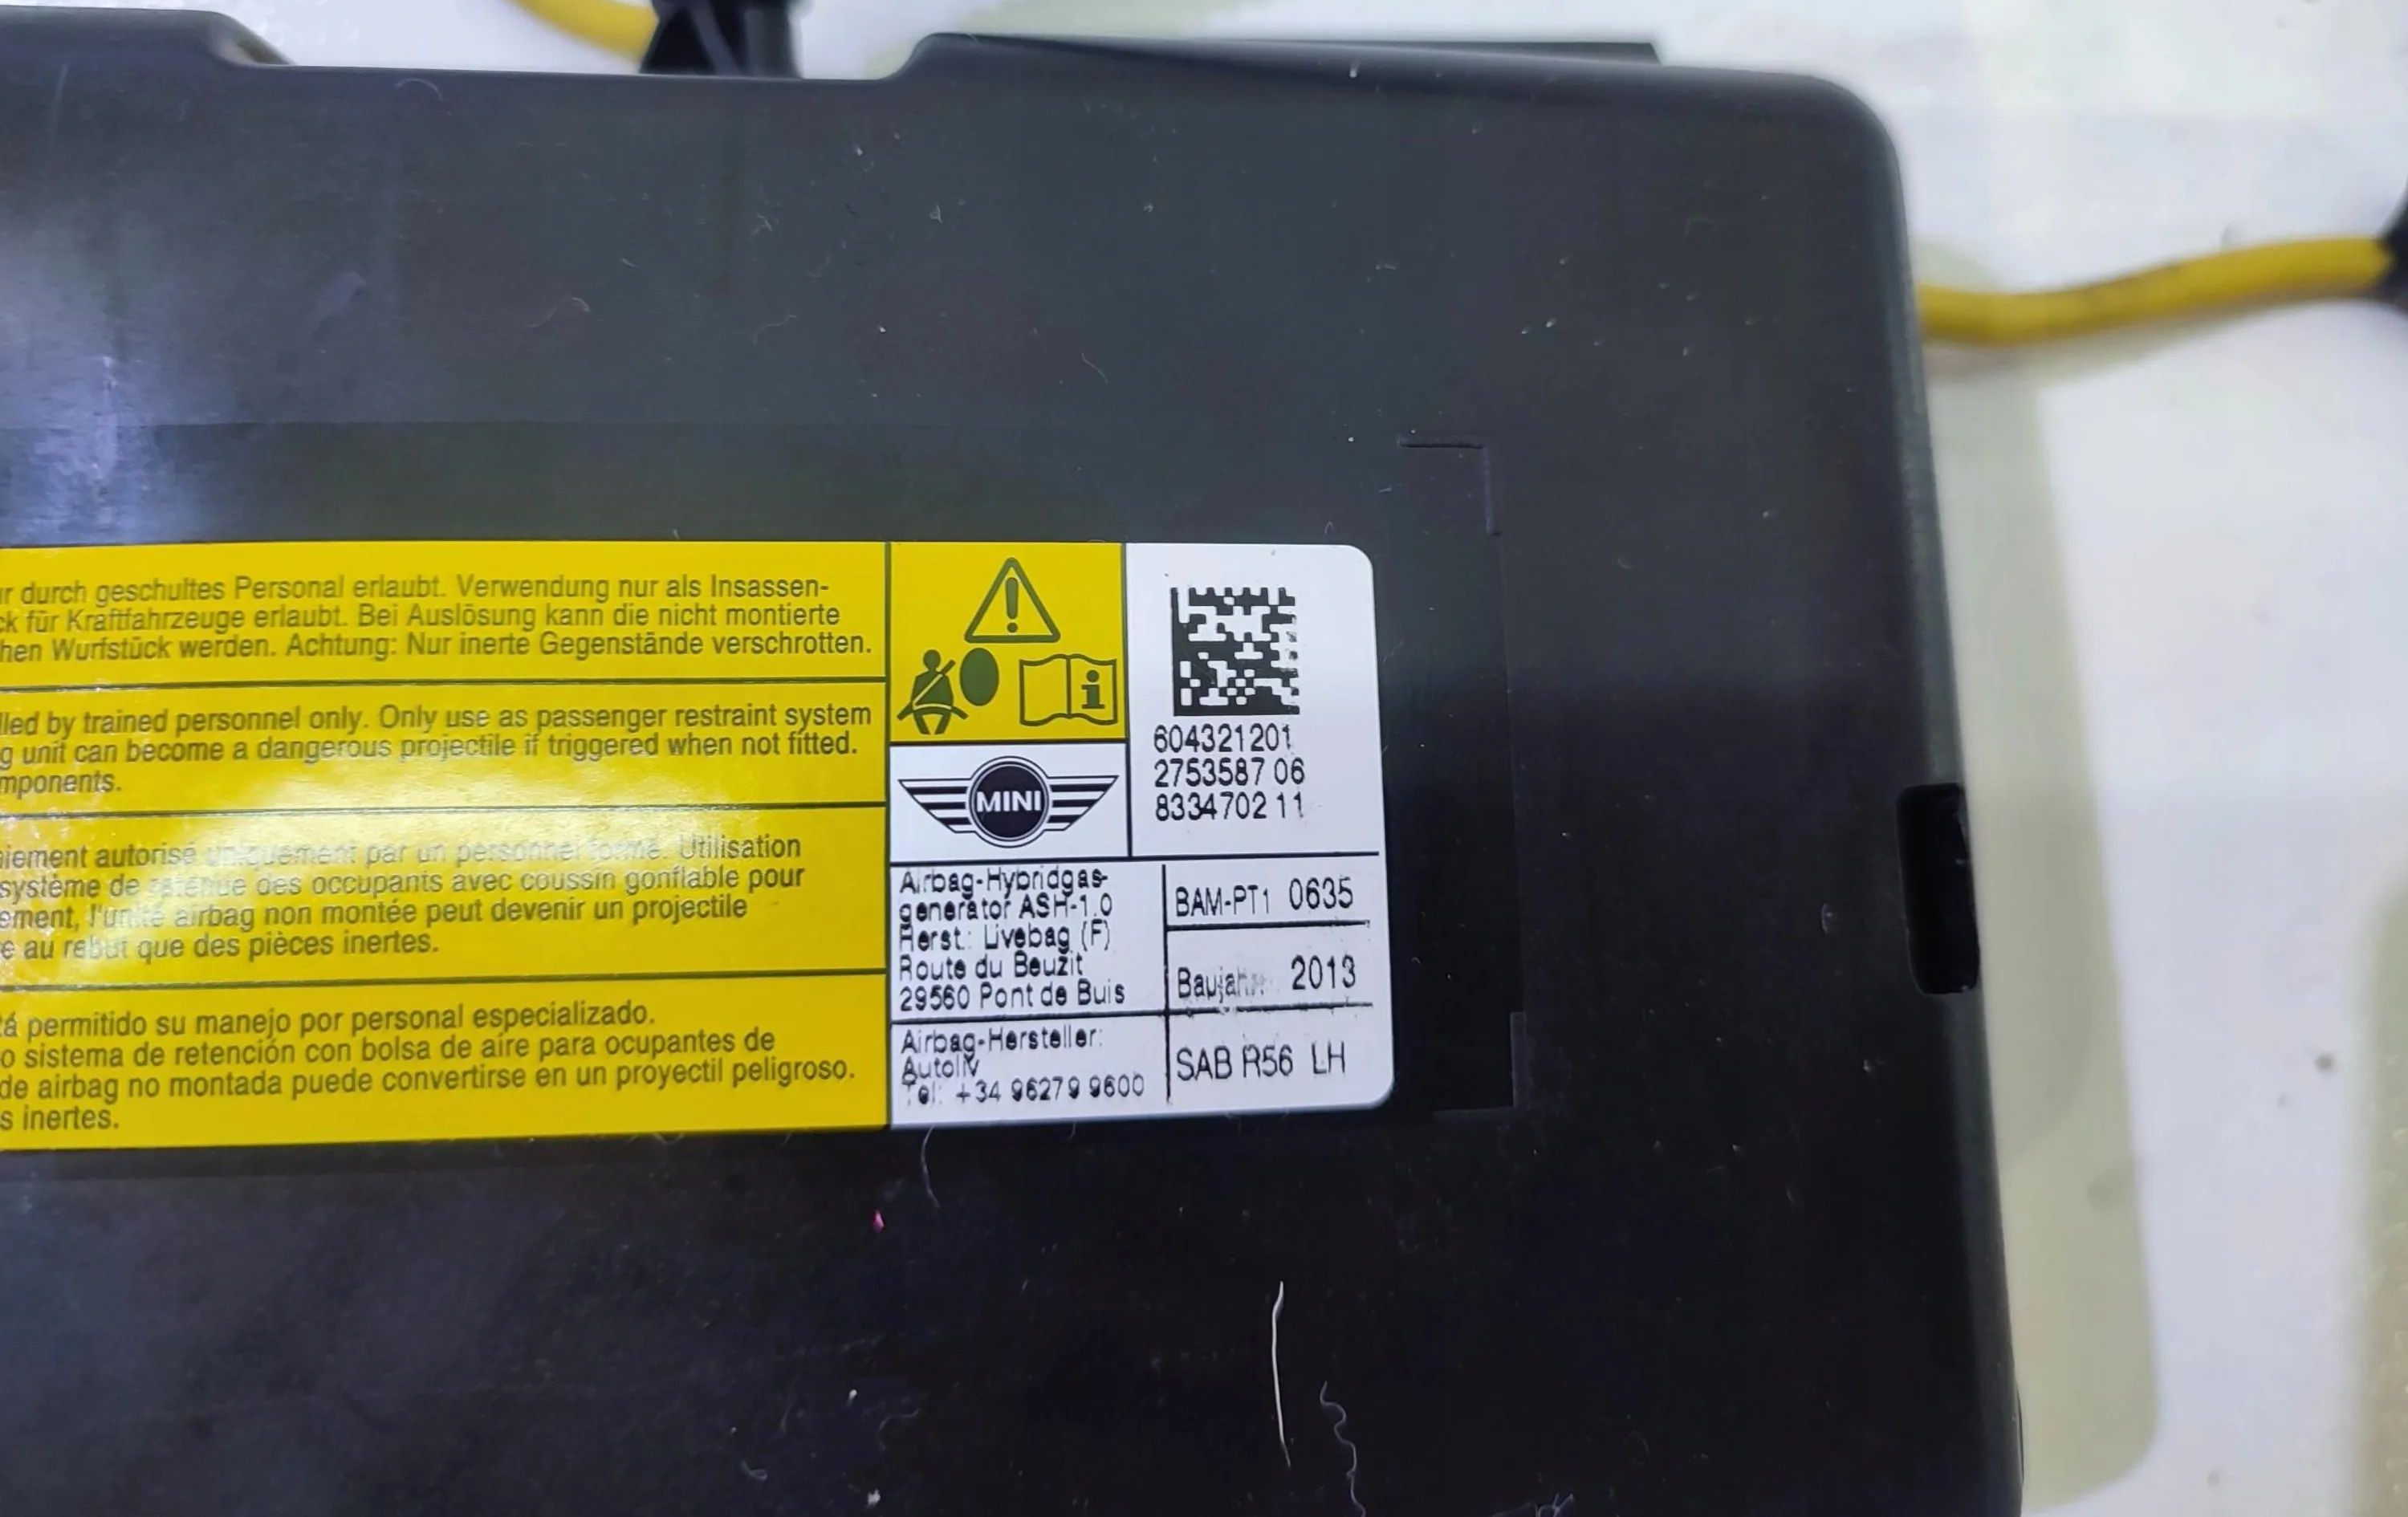 r durch geschultes Personal erlaubt. Verwendung nur als Insassen-
ck für Kraftfahrzeuge erlaubt. Bei Auslösung kann die nicht montierte
hen Wurfstück werden. Achtung: Nur inerte Gegenstände verschrotten.
lled by trained personnel only. Only use as passenger restraint system
g unit can become a dangerous projectile if triggered when not fitted.
mponents.
iement autorisé uniquement par un personnel formé. Utilisation
système de retenue des occupants avec coussin gonflable pour
ement, l'unité airbag non montée peut devenir un projectile
e au rebut que des pièces inertes.
á permitido su manejo por personal especializado.
o sistema de retención con bolsa de aire para ocupantes de
de airbag no montada puede convertirse en un proyectil peligroso.
s inertes.
MINI
604321201
2753587 06
8334702 11
Airbag-Hybridgas-
generator ASH-1.0
Herst.: Livebag (F)
Route du Beuzit
29560 Pont de Buis
BAM-PT1 0635
Baujahr: 2013
Airbag-Hersteller:
Autoliv
Tel: +34 96279 9600
SAB R56 LH